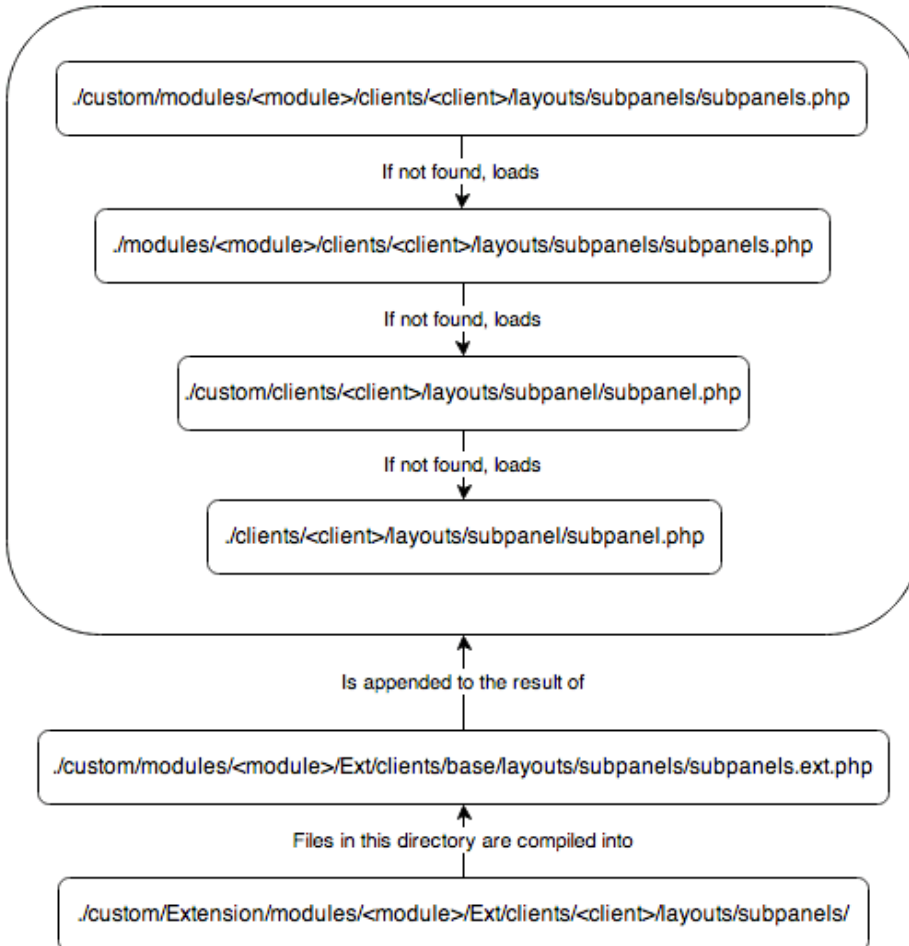 ./custom/modules/<module>/clients/<client>/layouts/subpanels/subpanels.php
If not found, loads
./modules/<module>/clients/<client>/layouts/subpanels/subpanels.php
If not found, loads
./custom/clients/<client>/layouts/subpanel/subpanel.php
If not found, loads
./clients/<client>/layouts/subpanel/subpanel.php
Is appended to the result of
./custom/modules/<module>/Ext/clients/base/layouts/subpanels/subpanels.ext.php
Files in this directory are compiled into
./custom/Extension/modules/<module>/Ext/clients/<client>/layouts/subpanels/